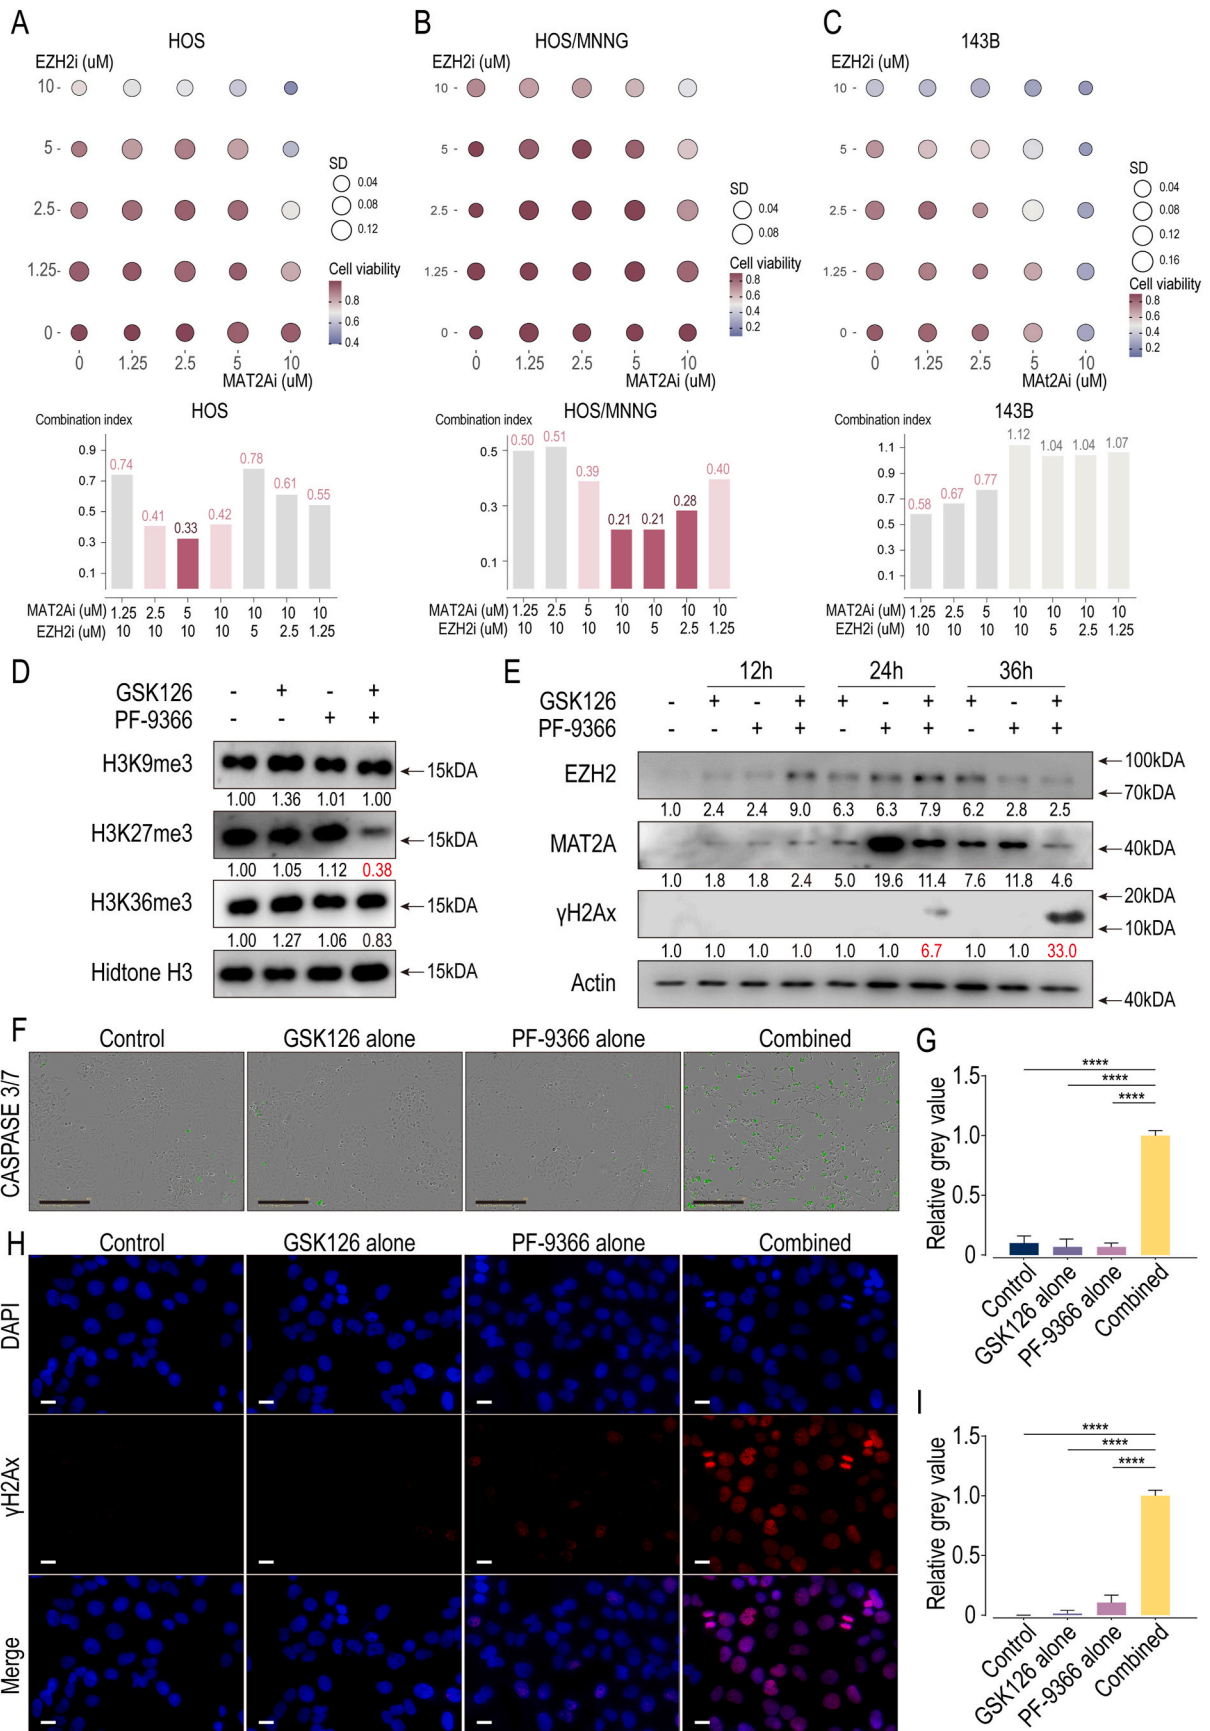 A
HOS
EZH2i (uM)
10
5
2.5
1.25
0
0 1.25 2.5 5 10
MAT2Ai (uM)
SD
0.04
0.08
0.12
Cell viability
0.8
0.6
0.4
B
HOS/MNNG
EZH2i (uM)
10
5
2.5
1.25
0
0 1.25 2.5 5 10
MAT2Ai (uM)
SD
0.04
0.08
Cell viability
0.8
0.6
0.4
0.2
C
143B
EZH2i (uM)
10
5
2.5
1.25
0
0 1.25 2.5 5 10
MAt2Ai (uM)
SD
0.04
0.08
0.12
0.16
Cell viability
0.8
0.6
0.4
0.2
HOS
Combination index
0.9
0.7
0.5
0.3
0.1
0.74 0.41 0.33 0.42 0.78 0.61 0.55
MAT2Ai (uM) 1.25 2.5 5 10 10 10 10
EZH2i (uM) 10 10 10 10 5 2.5 1.25
HOS/MNNG
Combination index
0.5
0.3
0.1
0.50 0.51 0.39 0.21 0.21 0.28 0.40
MAT2Ai (uM) 1.25 2.5 5 10 10 10 10
EZH2i (uM) 10 10 10 10 5 2.5 1.25
143B
Combination index
1.1
0.9
0.7
0.5
0.3
0.1
0.58 0.67 0.77 1.12 1.04 1.04 1.07
MAT2Ai (uM) 1.25 2.5 5 10 10 10 10
EZH2i (uM) 10 10 10 10 5 2.5 1.25
D
GSK126 - + - +
PF-9366 - - + +
H3K9me3 15kDA
1.00 1.36 1.01 1.00
H3K27me3 15kDA
1.00 1.05 1.12 0.38
H3K36me3 15kDA
1.00 1.27 1.06 0.83
Hidtone H3 15kDA
E
12h 24h 36h
GSK126 - + - + + - + + - +
PF-9366 - - + + - + + - + +
EZH2 100kDA
70kDA
1.0 2.4 2.4 9.0 6.3 6.3 7.9 6.2 2.8 2.5
MAT2A 40kDA
1.0 1.8 1.8 2.4 5.0 19.6 11.4 7.6 11.8 4.6
γH2Ax 20kDA
10kDA
1.0 1.0 1.0 1.0 1.0 1.0 6.7 1.0 1.0 33.0
Actin
40kDA
F
Control GSK126 alone PF-9366 alone Combined
CASPASE 3/7
G
Relative grey value
1.5
1.0
0.5
0
****
****
****
Control
GSK126 alone
PF-9366 alone
Combined
H
Control GSK126 alone PF-9366 alone Combined
DAPI
γH2Ax
Merge
I
Relative grey value
1.5
1.0
0.5
0
****
****
****
Control
GSK126 alone
PF-9366 alone
Combined